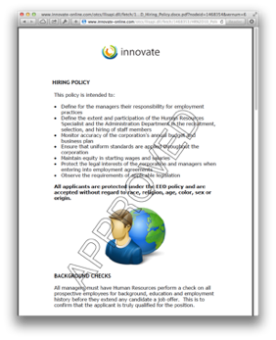 innovate
HIRING POLICY
This policy is intended to:
• Define for the managers their responsibility for employment
practices
• Define the extent and participation of the Human Resources
Specialist and the Administration Department in the recruitment,
selection, and hiring of staff members
• Monitor accuracy of the corporation's annual budget and
business plan
• Ensure that uniform standards are applied throughout the
corporation
• Maintain equity in starting wages and salaries
• Protect the legal interests of the corporation and managers when
entering into employment agreements
• Observe the requirements of applicable legislation
All applicants are protected under the EEO policy and are
accepted without regard to race, religion, age, color, sex or
origin.
APPROVED
BACKGROUND CHECKS
All managers must have Human Resources perform a check on all
prospective employees for background, education and employment
history before they extend any candidate a job offer. This is to
confirm that the applicant is truly qualified for the position.